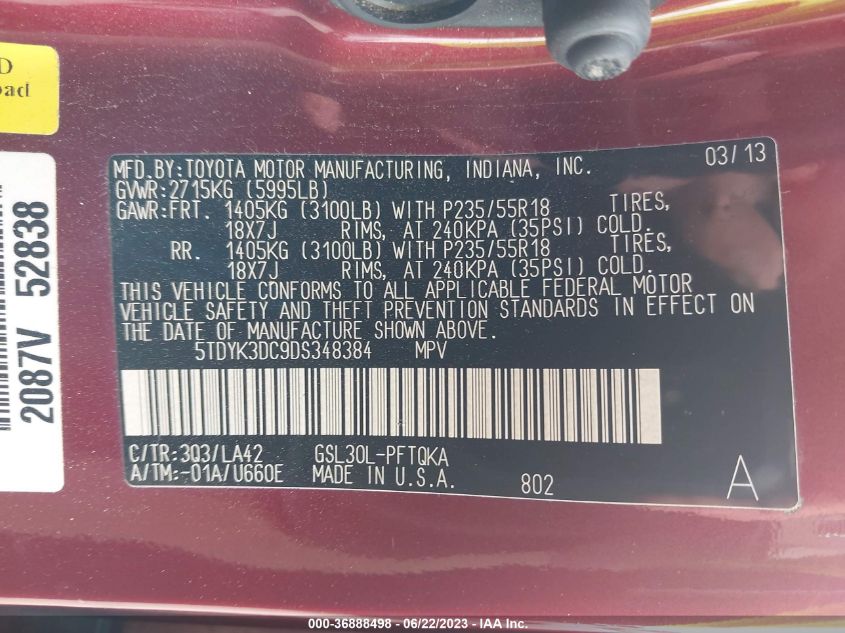 D
oad
2087V 52838
MFD.BY:TOYOTA MOTOR MANUFACTURING, INDIANA, INC. 03/13
GVWR:2715KG (5995LB)
GAWR:FRT. 1405KG (3100LB) WITH P235/55R18 TIRES,
18X7J RIMS, AT 240KPA (35PSI) COLD.
RR. 1405KG (3100LB) WITH P235/55R18 TIRES,
18X7J RIMS, AT 240KPA (35PSI) COLD.
THIS VEHICLE CONFORMS TO ALL APPLICABLE FEDERAL MOTOR
VEHICLE SAFETY AND THEFT PREVENTION STANDARDS IN EFFECT ON
THE DATE OF MANUFACTURE SHOWN ABOVE.
5TDYK3DC9DS348384 MPV
C/TR:3Q3/LA42 GSL30L-PFTQKA
A/TM:-01A/U660E MADE IN U.S.A. 802 A
000-36888498 - 06/22/2023 - IAA Inc.